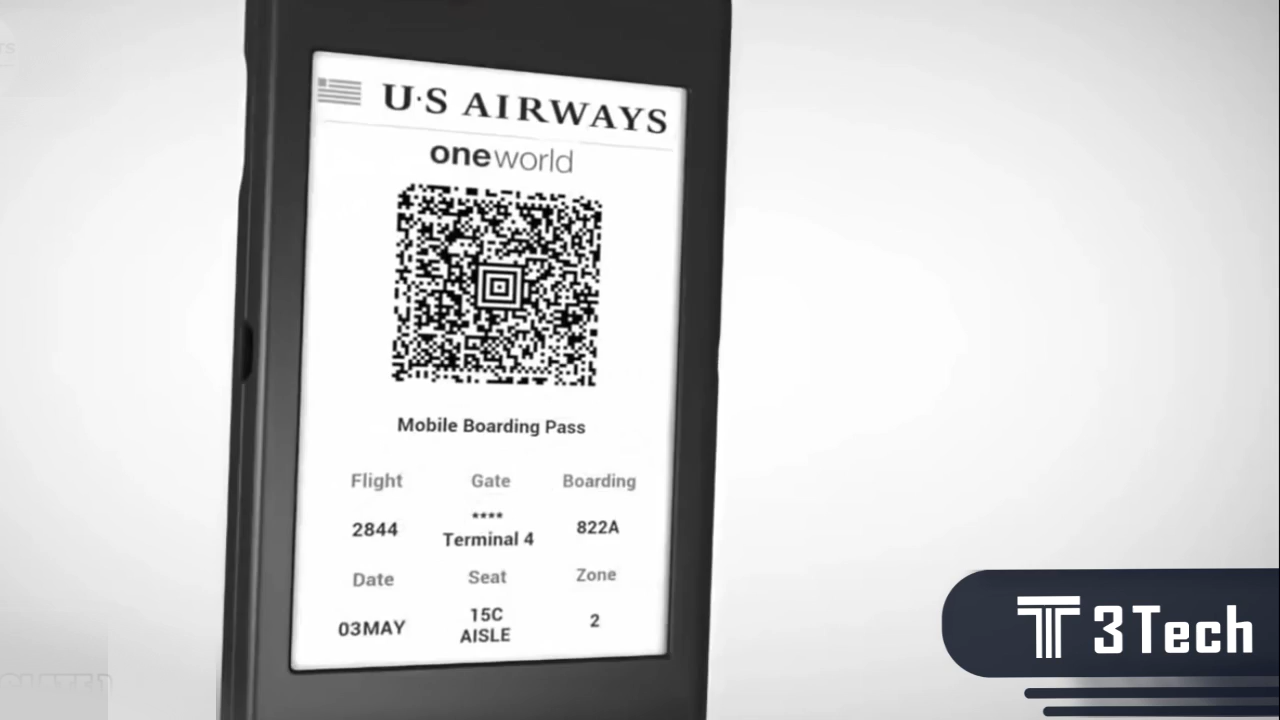 U·S AIRWAYS
oneworld
Mobile Boarding Pass
Flight Gate Boarding
2844 **** Terminal 4 822A
Date Seat Zone
03MAY 15C AISLE 2
3Tech